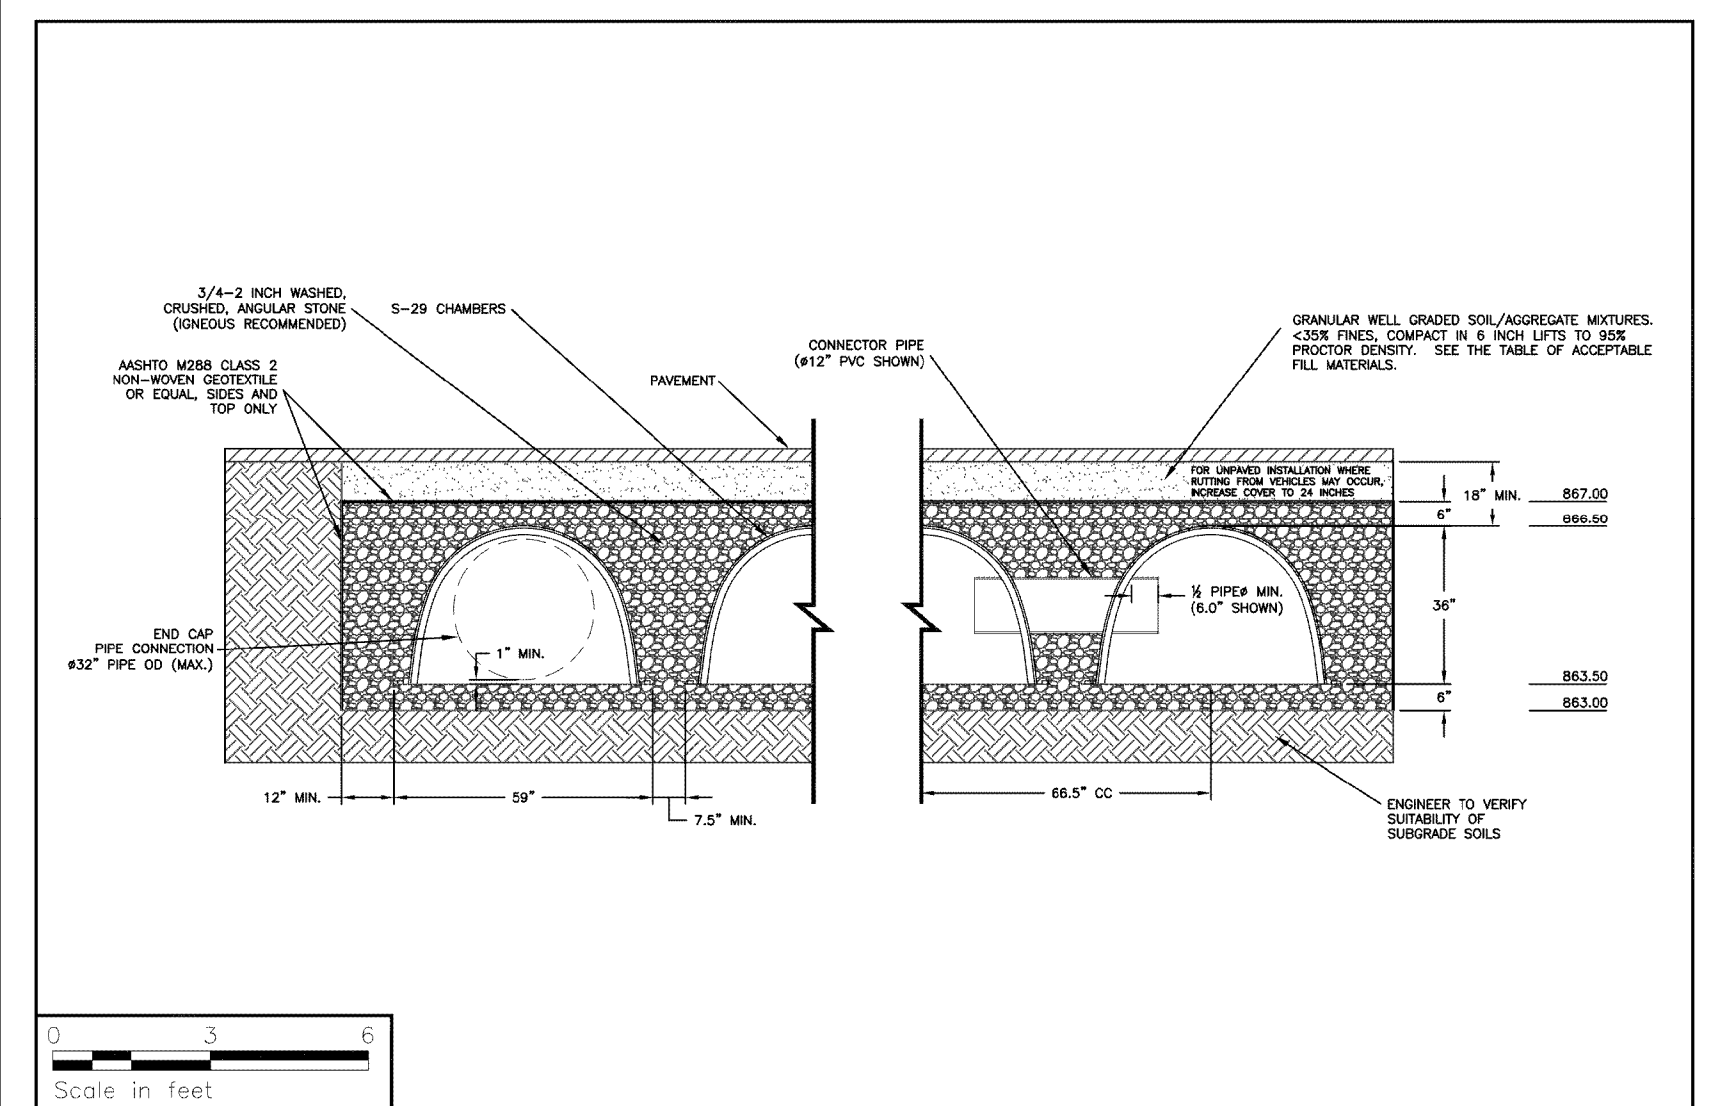 3/4-2 INCH WASHED,
CRUSHED, ANGULAR STONE
(IGNEOUS RECOMMENDED)
S-29 CHAMBERS
AASHTO M288 CLASS 2
NON-WOVEN GEOTEXTILE
OR EQUAL, SIDES AND
TOP ONLY
PAVEMENT
CONNECTOR PIPE
(ø12" PVC SHOWN)
GRANULAR WELL GRADED SOIL/AGGREGATE MIXTURES.
<35% FINES, COMPACT IN 6 INCH LIFTS TO 95%
PROCTOR DENSITY. SEE THE TABLE OF ACCEPTABLE
FILL MATERIALS.
FOR UNPAVED INSTALLATION WHERE
RUTTING FROM VEHICLES MAY OCCUR,
INCREASE COVER TO 24 INCHES
18" MIN.
6"
867.00
866.50
½ PIPEø MIN.
(6.0" SHOWN)
36"
END CAP
PIPE CONNECTION
ø32" PIPE OD (MAX.)
1" MIN.
863.50
6"
863.00
12" MIN.
59"
7.5" MIN.
66.5" CC
ENGINEER TO VERIFY
SUITABILITY OF
SUBGRADE SOILS
0 3 6
Scale in feet